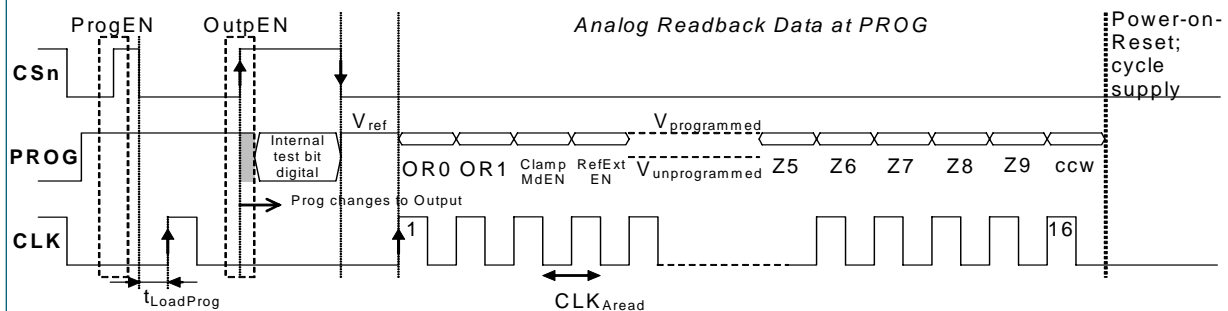 ProgEN
OutpEN
Analog Readback Data at PROG
Power-on-
Reset;
cycle
supply
CSn
PROG
Internal
test bit
digital
Vref
OR0
OR1
Clamp
MdEN
RefExt
EN
Vprogrammed
Vunprogrammed
Z5
Z6
Z7
Z8
Z9
ccw
Prog changes to Output
CLK
1
16
tLoadProg
CLKAread